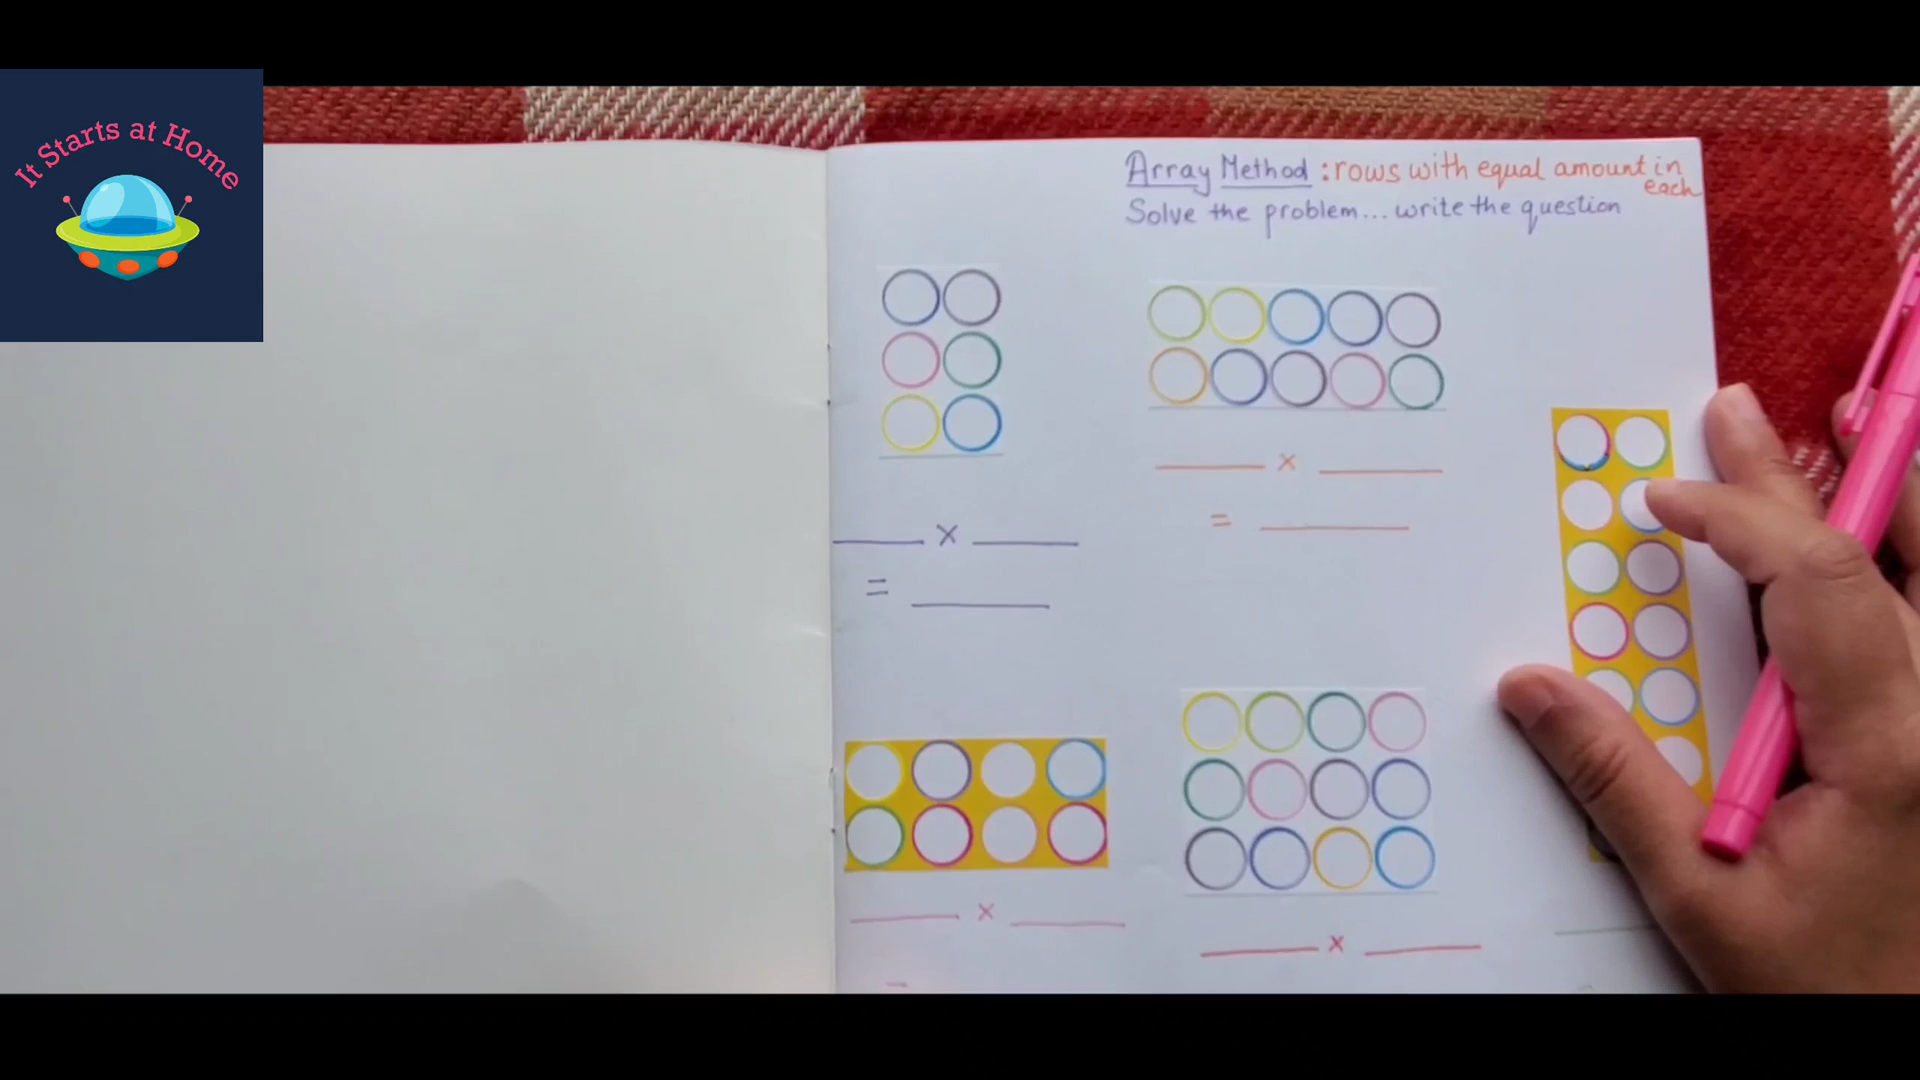 It Starts at Home
Array Method : rows with equal amount in
each
Solve the problem... write the question
x
=
x
=
x
x